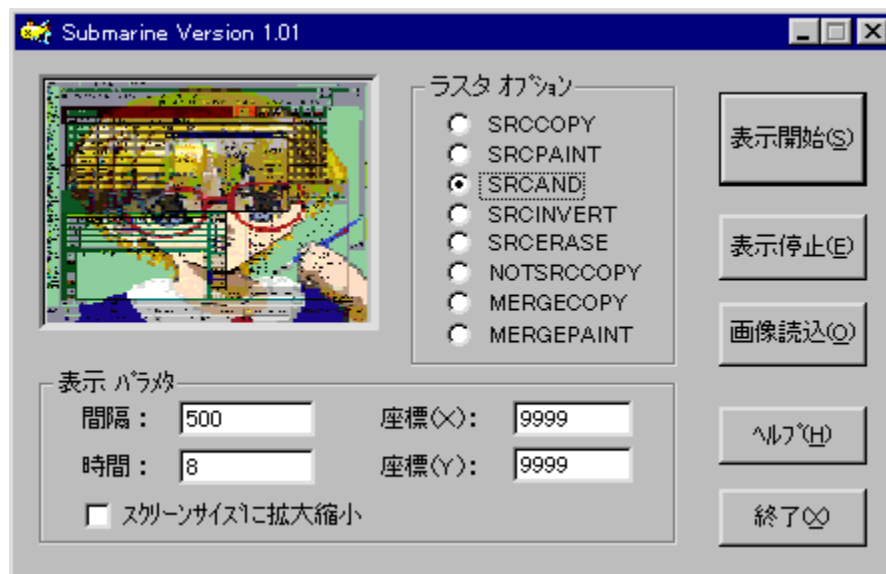 Submarine Version 1.01
ラスタ オプション
SRCCOPY
SRCPAINT
SRCAND
SRCINVERT
SRCERASE
NOTSRCCOPY
MERGECOPY
MERGEPAINT
表示開始(S)
表示停止(E)
画像読込(O)
ヘルプ(H)
終了(X)
表示 パラメタ
間隔： 500
座標(X)： 9999
時間： 8
座標(Y)： 9999
スクリーンサイズに拡大縮小